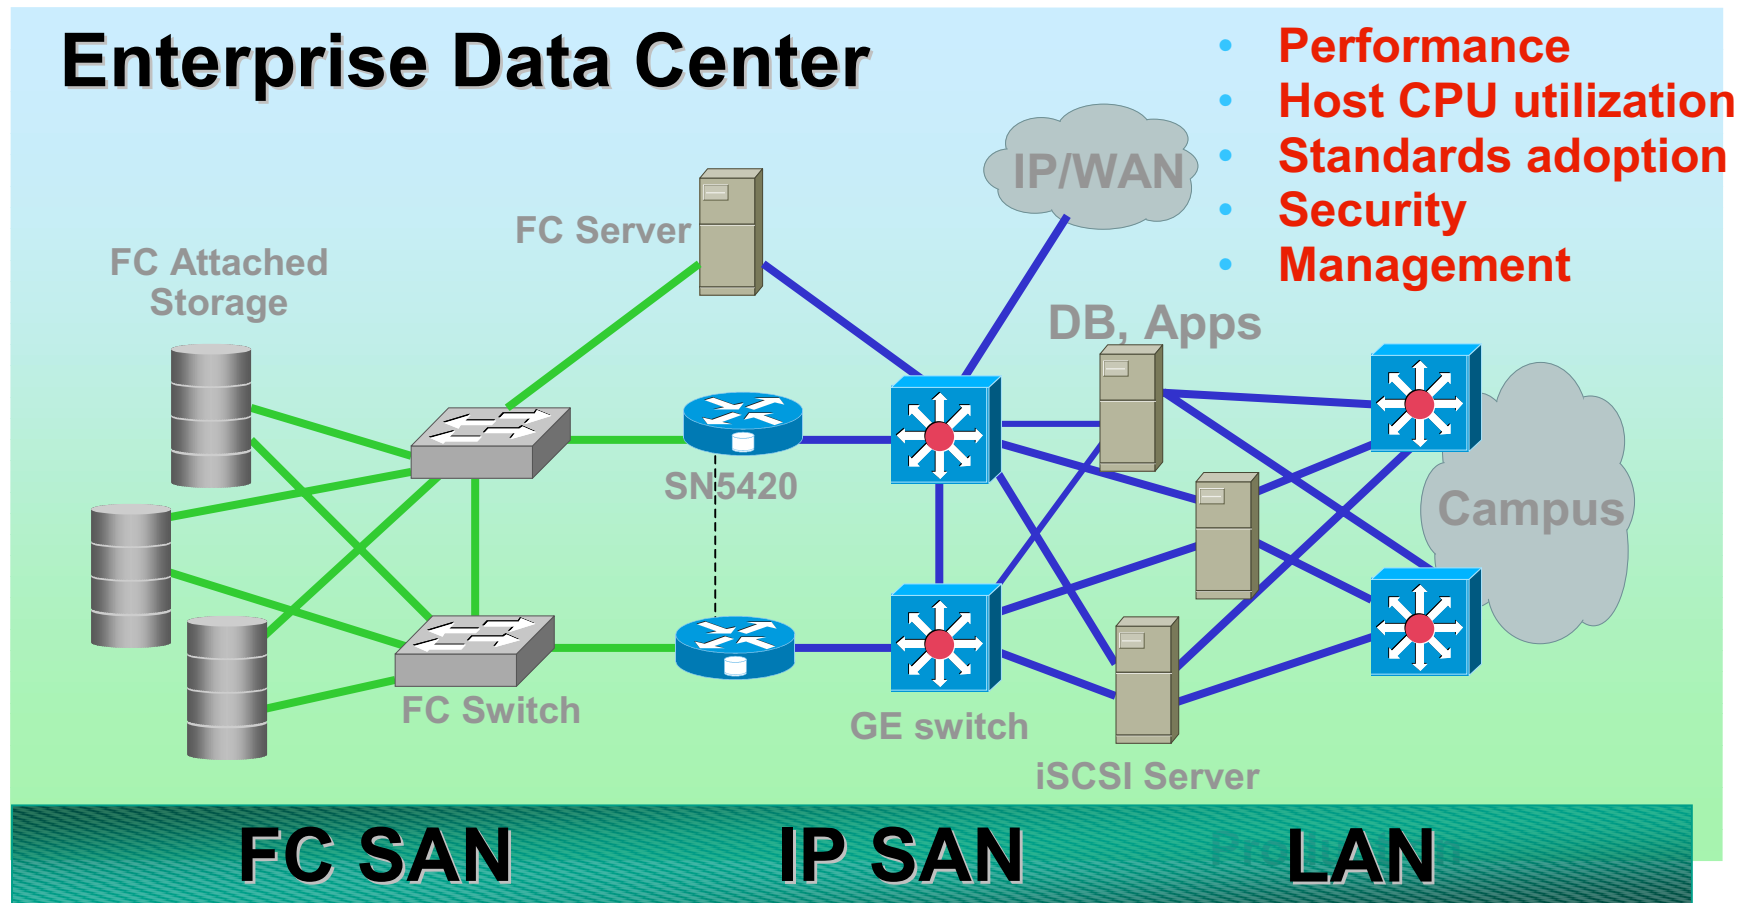 Enterprise Data Center
• Performance
• Host CPU utilization
• Standards adoption
• Security
• Management
IP/WAN
FC Server
FC Attached
Storage
DB, Apps
SN5420
Campus
FC Switch
GE switch
iSCSI Server
FC SAN
IP SAN
LAN